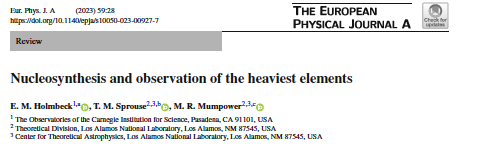 Eur. Phys. J. A (2023) 59:28
https://doi.org/10.1140/epja/s10050-023-00927-7
THE EUROPEAN
PHYSICAL JOURNAL A
Check for
updates
Review
Nucleosynthesis and observation of the heaviest elements
E. M. Holmbeck1,a, T. M. Sprouse2,3,b, M. R. Mumpower2,3,c
1 The Observatories of the Carnegie Institution for Science, Pasadena, CA 91101, USA
2 Theoretical Division, Los Alamos National Laboratory, Los Alamos, NM 87545, USA
3 Center for Theoretical Astrophysics, Los Alamos National Laboratory, Los Alamos, NM 87545, USA